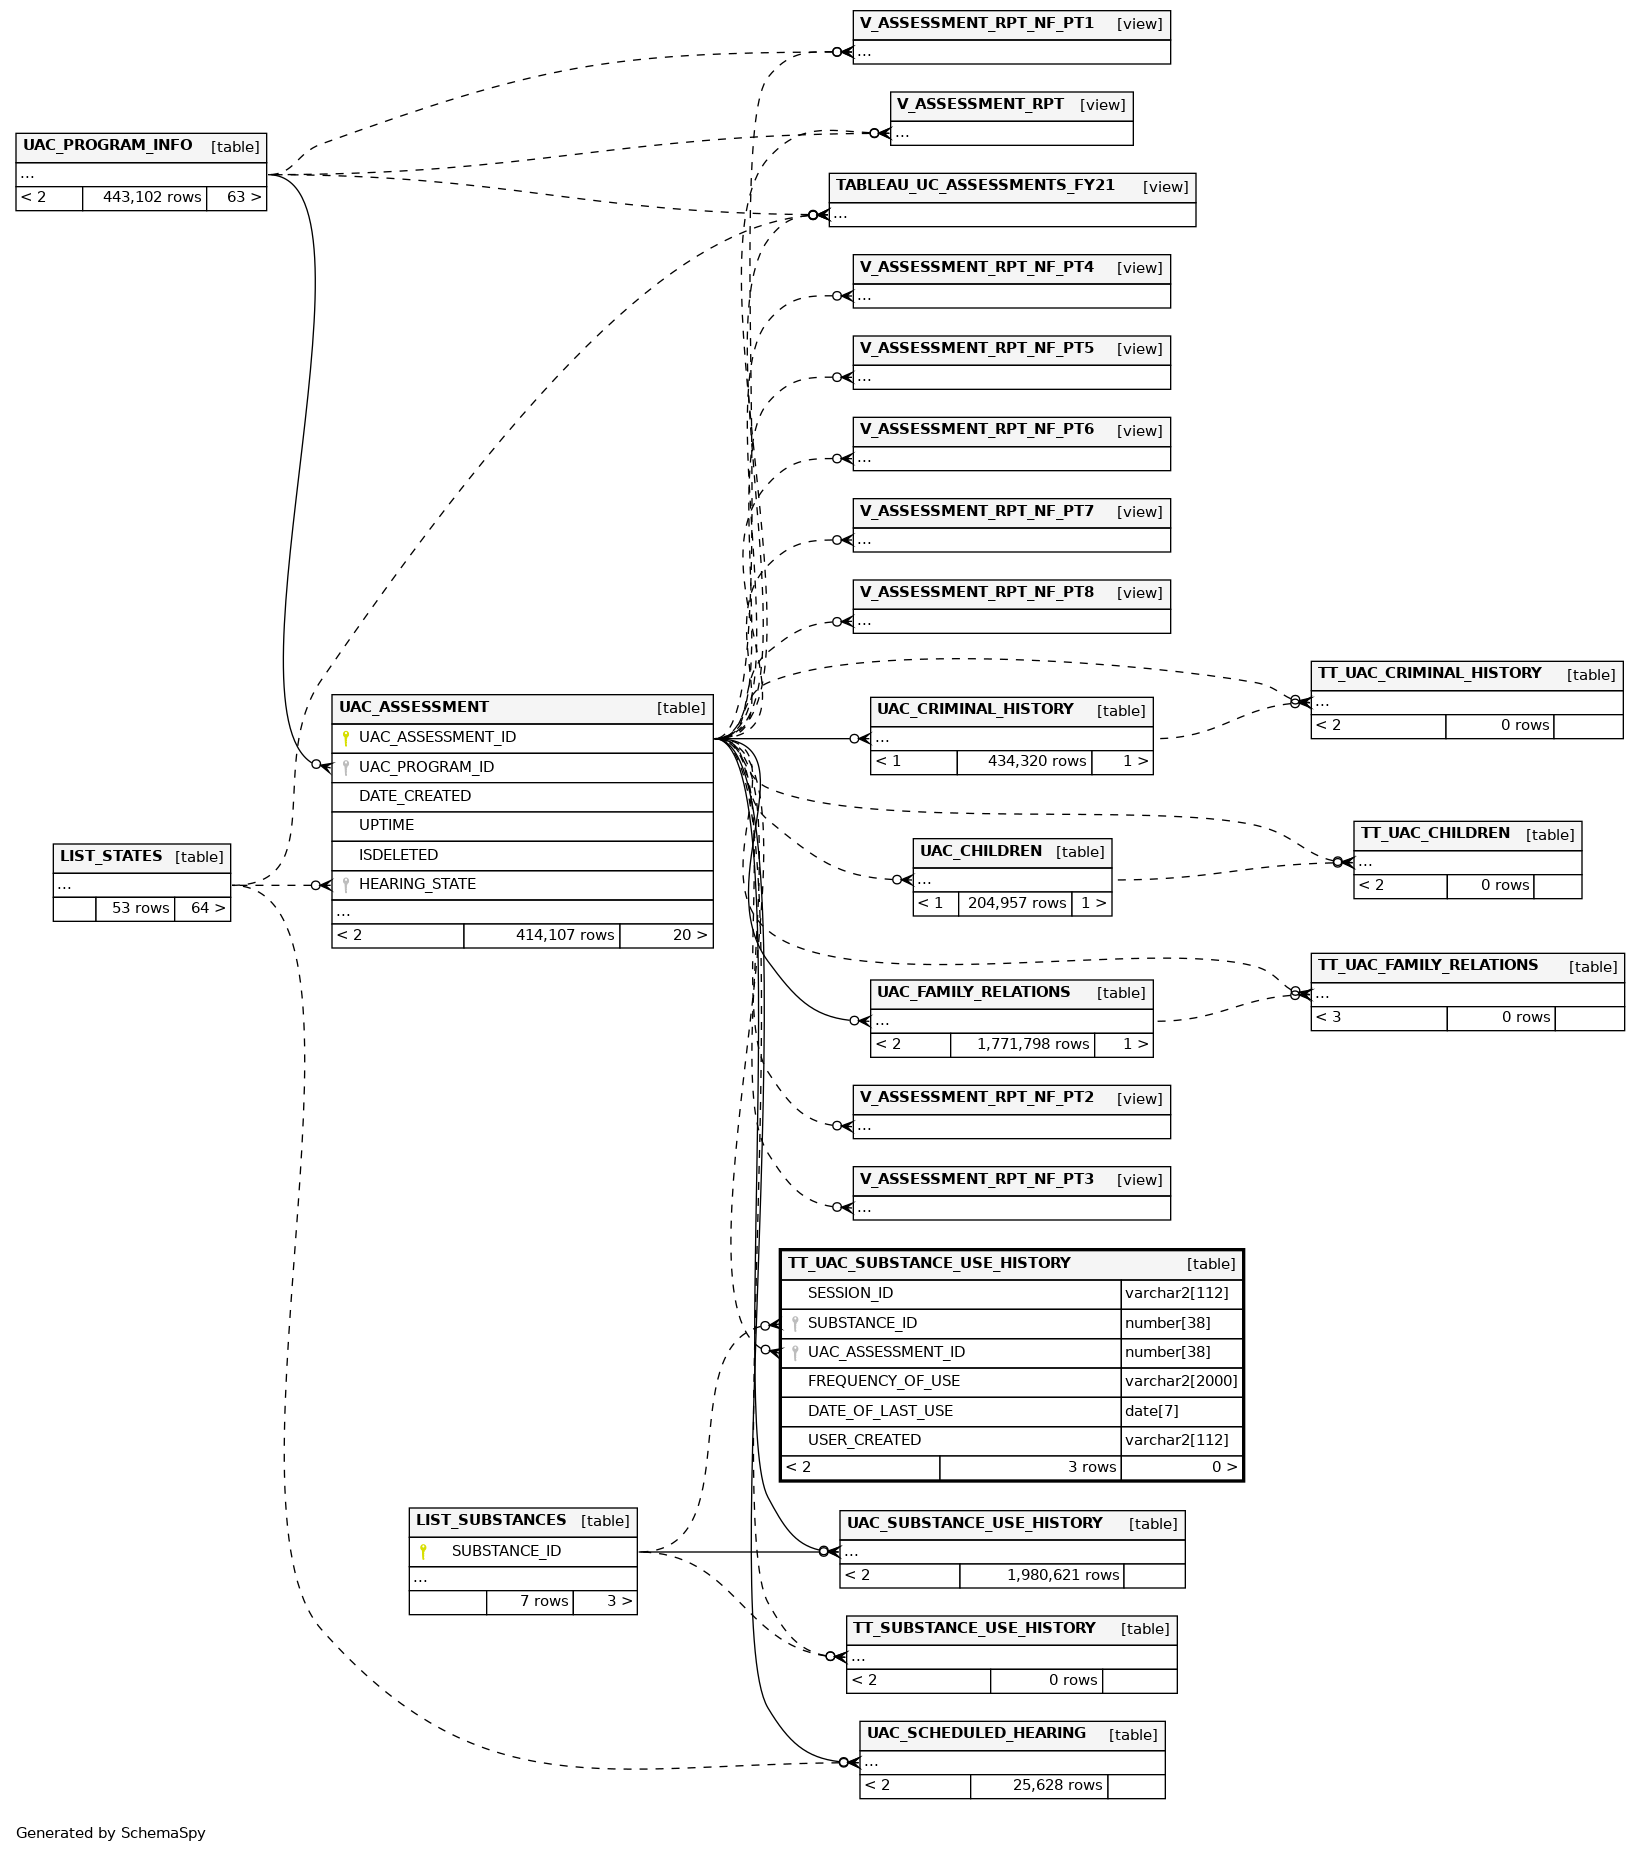 V_ASSESSMENT_RPT_NF_PT1 [view]
...
V_ASSESSMENT_RPT [view]
...
UAC_PROGRAM_INFO [table]
...
< 2 443,102 rows 63 >
TABLEAU_UC_ASSESSMENTS_FY21 [view]
...
V_ASSESSMENT_RPT_NF_PT4 [view]
...
V_ASSESSMENT_RPT_NF_PT5 [view]
...
V_ASSESSMENT_RPT_NF_PT6 [view]
...
V_ASSESSMENT_RPT_NF_PT7 [view]
...
V_ASSESSMENT_RPT_NF_PT8 [view]
...
TT_UAC_CRIMINAL_HISTORY [table]
...
< 2 0 rows
UAC_ASSESSMENT [table]
UAC_ASSESSMENT_ID
UAC_PROGRAM_ID
DATE_CREATED
UPTIME
ISDELETED
HEARING_STATE
...
< 2 414,107 rows 20 >
UAC_CRIMINAL_HISTORY [table]
...
< 1 434,320 rows 1 >
TT_UAC_CHILDREN [table]
...
< 2 0 rows
UAC_CHILDREN [table]
...
< 1 204,957 rows 1 >
LIST_STATES [table]
...
53 rows 64 >
TT_UAC_FAMILY_RELATIONS [table]
...
< 3 0 rows
UAC_FAMILY_RELATIONS [table]
...
< 2 1,771,798 rows 1 >
V_ASSESSMENT_RPT_NF_PT2 [view]
...
V_ASSESSMENT_RPT_NF_PT3 [view]
...
TT_UAC_SUBSTANCE_USE_HISTORY [table]
SESSION_ID varchar2[112]
SUBSTANCE_ID number[38]
UAC_ASSESSMENT_ID number[38]
FREQUENCY_OF_USE varchar2[2000]
DATE_OF_LAST_USE date[7]
USER_CREATED varchar2[112]
< 2 3 rows 0 >
LIST_SUBSTANCES [table]
SUBSTANCE_ID
...
7 rows 3 >
UAC_SUBSTANCE_USE_HISTORY [table]
...
< 2 1,980,621 rows
TT_SUBSTANCE_USE_HISTORY [table]
...
< 2 0 rows
UAC_SCHEDULED_HEARING [table]
...
< 2 25,628 rows
Generated by SchemaSpy